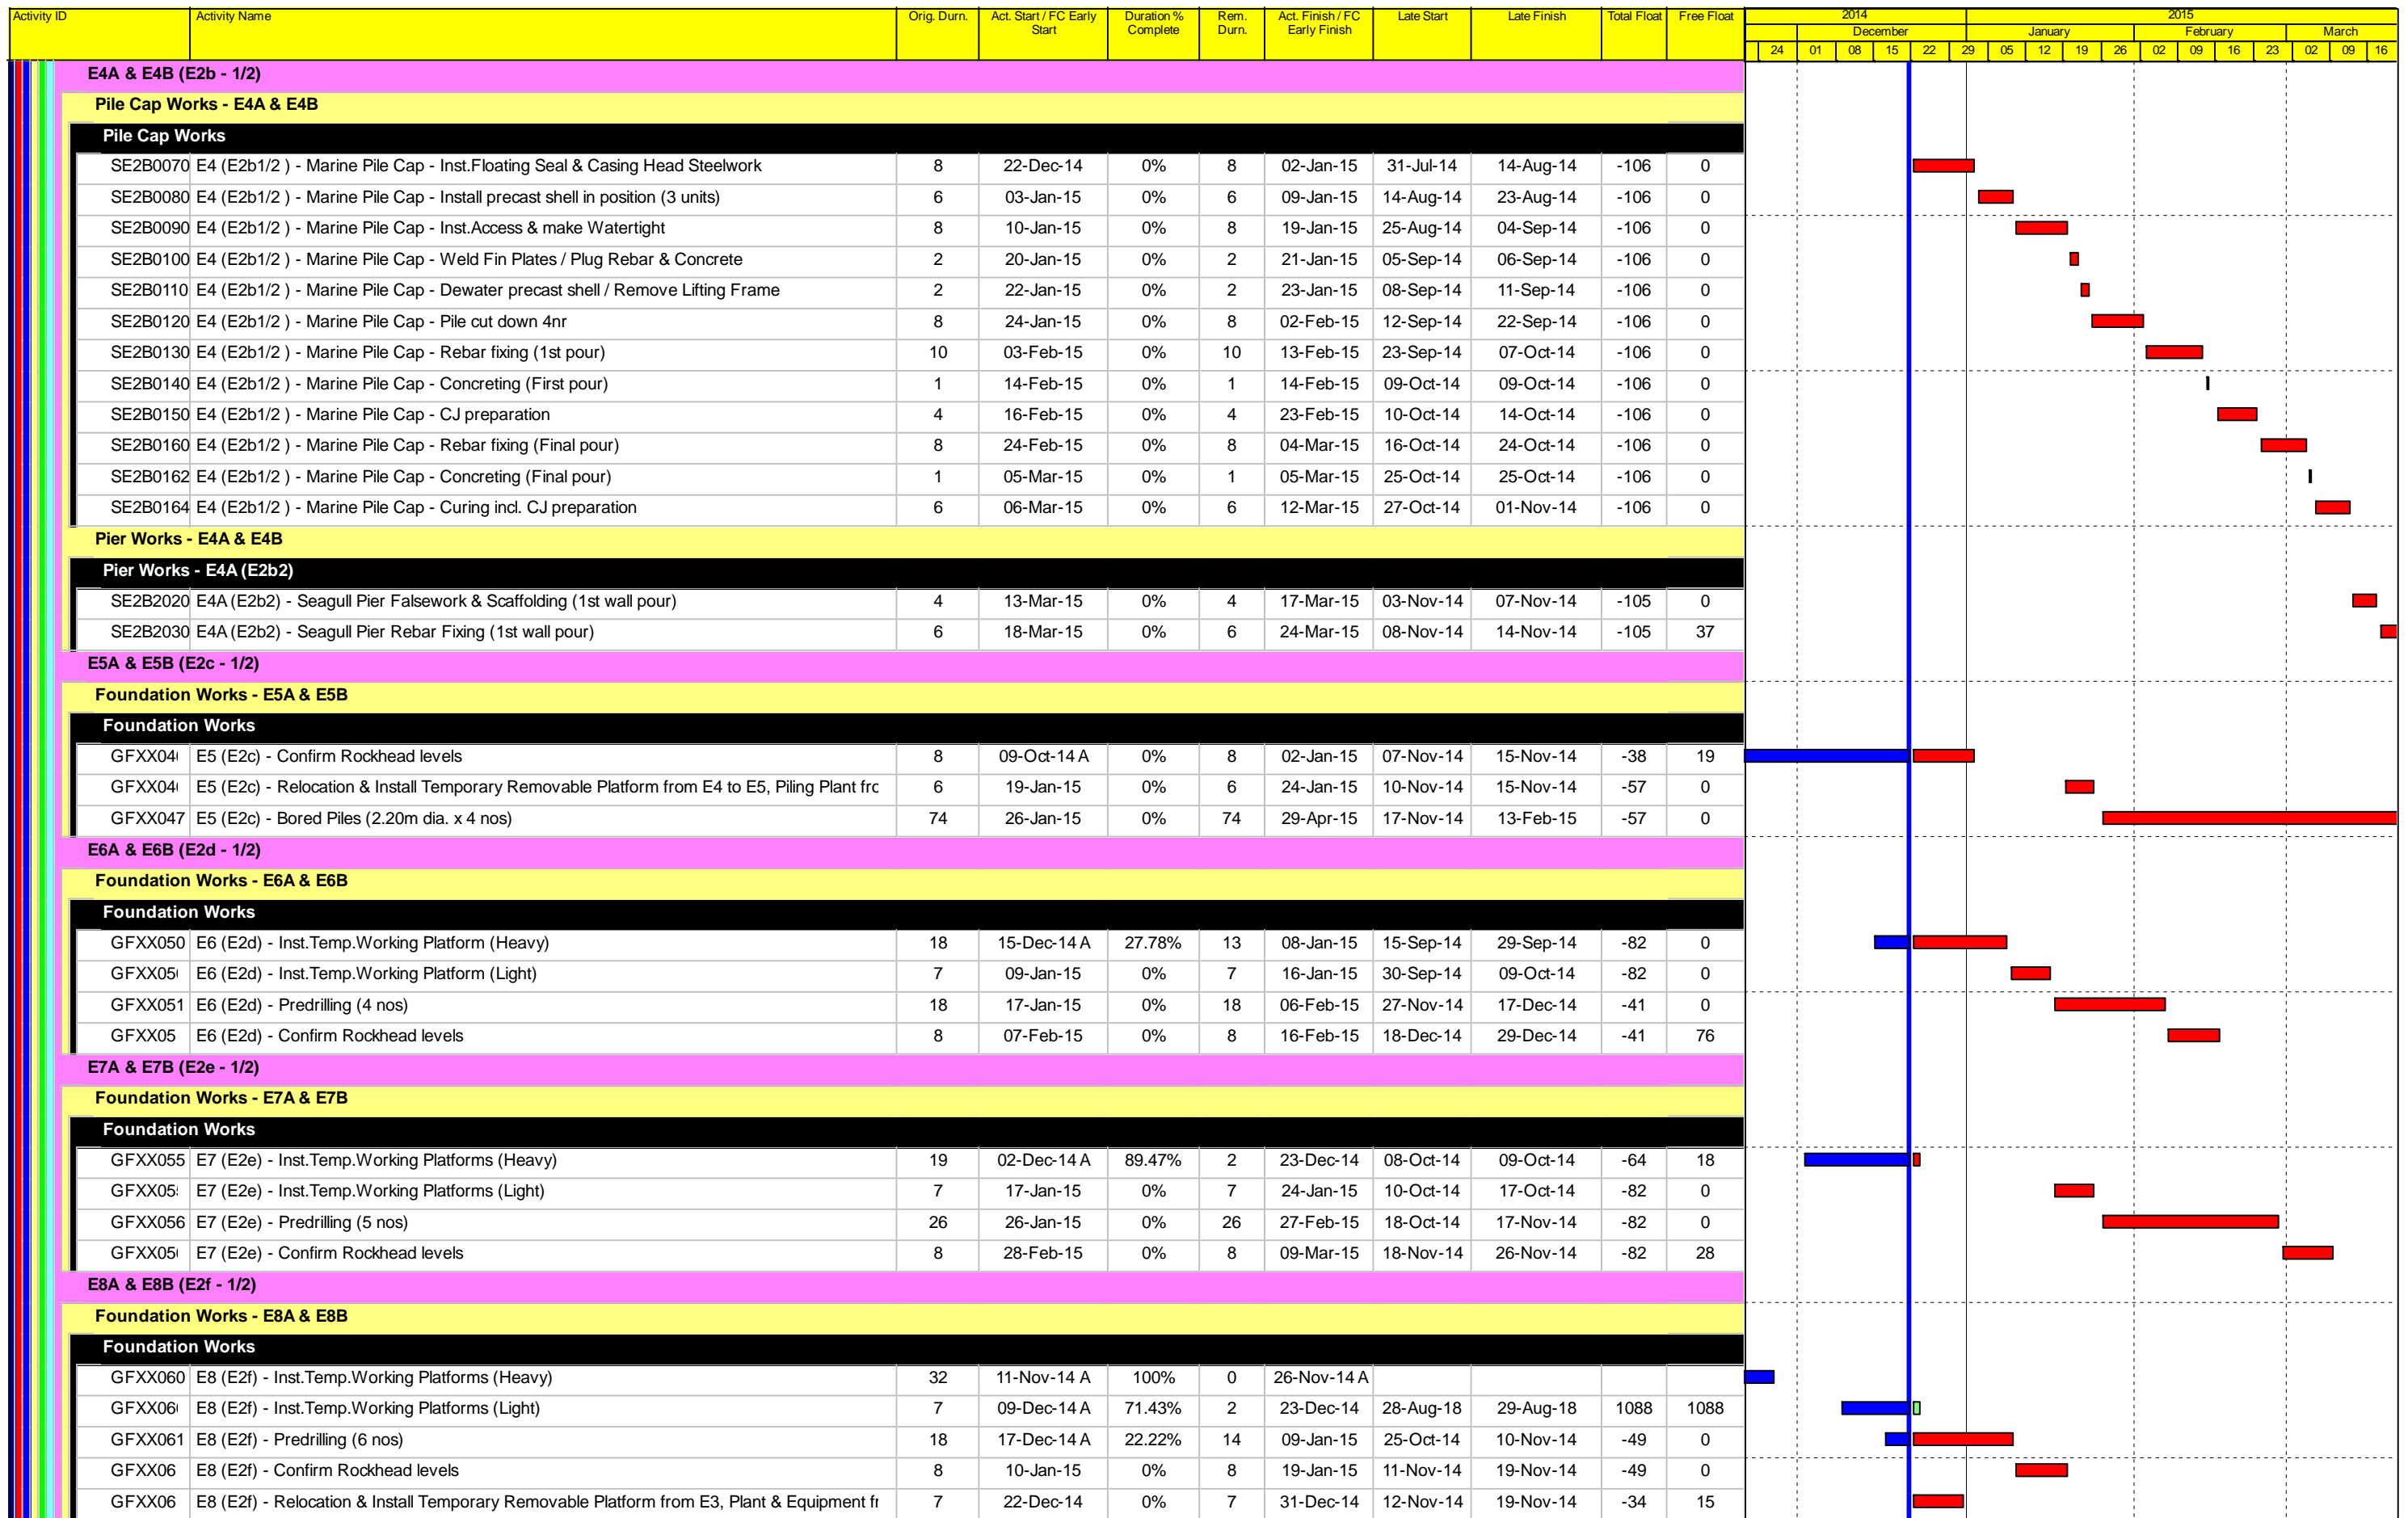 Activity ID Activity Name Orig. Durn. Act. Start / FC Early Start Duration % Complete Rem. Durn. Act. Finish / FC Early Finish Late Start Late Finish Total Float Free Float 2014 2015
December January February March
24 01 08 15 22 29 05 12 19 26 02 09 16 23 02 09 16
E4A & E4B (E2b - 1/2)
Pile Cap Works - E4A & E4B
Pile Cap Works
SE2B0070 E4 (E2b1/2 ) - Marine Pile Cap - Inst.Floating Seal & Casing Head Steelwork 8 22-Dec-14 0% 8 02-Jan-15 31-Jul-14 14-Aug-14 -106 0
SE2B0080 E4 (E2b1/2 ) - Marine Pile Cap - Install precast shell in position (3 units) 6 03-Jan-15 0% 6 09-Jan-15 14-Aug-14 23-Aug-14 -106 0
SE2B0090 E4 (E2b1/2 ) - Marine Pile Cap - Inst.Access & make Watertight 8 10-Jan-15 0% 8 19-Jan-15 25-Aug-14 04-Sep-14 -106 0
SE2B0100 E4 (E2b1/2 ) - Marine Pile Cap - Weld Fin Plates / Plug Rebar & Concrete 2 20-Jan-15 0% 2 21-Jan-15 05-Sep-14 06-Sep-14 -106 0
SE2B0110 E4 (E2b1/2 ) - Marine Pile Cap - Dewater precast shell / Remove Lifting Frame 2 22-Jan-15 0% 2 23-Jan-15 08-Sep-14 11-Sep-14 -106 0
SE2B0120 E4 (E2b1/2 ) - Marine Pile Cap - Pile cut down 4nr 8 24-Jan-15 0% 8 02-Feb-15 12-Sep-14 22-Sep-14 -106 0
SE2B0130 E4 (E2b1/2 ) - Marine Pile Cap - Rebar fixing (1st pour) 10 03-Feb-15 0% 10 13-Feb-15 23-Sep-14 07-Oct-14 -106 0
SE2B0140 E4 (E2b1/2 ) - Marine Pile Cap - Concreting (First pour) 1 14-Feb-15 0% 1 14-Feb-15 09-Oct-14 09-Oct-14 -106 0
SE2B0150 E4 (E2b1/2 ) - Marine Pile Cap - CJ preparation 4 16-Feb-15 0% 4 23-Feb-15 10-Oct-14 14-Oct-14 -106 0
SE2B0160 E4 (E2b1/2 ) - Marine Pile Cap - Rebar fixing (Final pour) 8 24-Feb-15 0% 8 04-Mar-15 16-Oct-14 24-Oct-14 -106 0
SE2B0162 E4 (E2b1/2 ) - Marine Pile Cap - Concreting (Final pour) 1 05-Mar-15 0% 1 05-Mar-15 25-Oct-14 25-Oct-14 -106 0
SE2B0164 E4 (E2b1/2 ) - Marine Pile Cap - Curing incl. CJ preparation 6 06-Mar-15 0% 6 12-Mar-15 27-Oct-14 01-Nov-14 -106 0
Pier Works - E4A & E4B
Pier Works - E4A (E2b2)
SE2B2020 E4A (E2b2) - Seagull Pier Falsework & Scaffolding (1st wall pour) 4 13-Mar-15 0% 4 17-Mar-15 03-Nov-14 07-Nov-14 -105 0
SE2B2030 E4A (E2b2) - Seagull Pier Rebar Fixing (1st wall pour) 6 18-Mar-15 0% 6 24-Mar-15 08-Nov-14 14-Nov-14 -105 37
E5A & E5B (E2c - 1/2)
Foundation Works - E5A & E5B
Foundation Works
GFXX04 E5 (E2c) - Confirm Rockhead levels 8 09-Oct-14 A 0% 8 02-Jan-15 07-Nov-14 15-Nov-14 -38 19
GFXX04 E5 (E2c) - Relocation & Install Temporary Removable Platform from E4 to E5, Piling Plant 6 19-Jan-15 0% 6 24-Jan-15 10-Nov-14 15-Nov-14 -57 0
GFXX047 E5 (E2c) - Bored Piles (2.20m dia. x 4 nos) 74 26-Jan-15 0% 74 29-Apr-15 17-Nov-14 13-Feb-15 -57 0
E6A & E6B (E2d - 1/2)
Foundation Works - E6A & E6B
Foundation Works
GFXX050 E6 (E2d) - Inst.Temp.Working Platform (Heavy) 18 15-Dec-14 A 27.78% 13 08-Jan-15 15-Sep-14 29-Sep-14 -82 0
GFXX05 E6 (E2d) - Inst.Temp.Working Platform (Light) 7 09-Jan-15 0% 7 16-Jan-15 30-Sep-14 09-Oct-14 -82 0
GFXX051 E6 (E2d) - Predrilling (4 nos) 18 17-Jan-15 0% 18 06-Feb-15 27-Nov-14 17-Dec-14 -41 0
GFXX05 E6 (E2d) - Confirm Rockhead levels 8 07-Feb-15 0% 8 16-Feb-15 18-Dec-14 29-Dec-14 -41 76
E7A & E7B (E2e - 1/2)
Foundation Works - E7A & E7B
Foundation Works
GFXX055 E7 (E2e) - Inst.Temp.Working Platforms (Heavy) 19 02-Dec-14 A 89.47% 2 23-Dec-14 08-Oct-14 09-Oct-14 -64 18
GFXX05 E7 (E2e) - Inst.Temp.Working Platforms (Light) 7 17-Jan-15 0% 7 24-Jan-15 10-Oct-14 17-Oct-14 -82 0
GFXX056 E7 (E2e) - Predrilling (5 nos) 26 26-Jan-15 0% 26 27-Feb-15 18-Oct-14 17-Nov-14 -82 0
GFXX05 E7 (E2e) - Confirm Rockhead levels 8 28-Feb-15 0% 8 09-Mar-15 18-Nov-14 26-Nov-14 -82 28
E8A & E8B (E2f - 1/2)
Foundation Works - E8A & E8B
Foundation Works
GFXX060 E8 (E2f) - Inst.Temp.Working Platforms (Heavy) 32 11-Nov-14 A 100% 0 26-Nov-14 A
GFXX06 E8 (E2f) - Inst.Temp.Working Platforms (Light) 7 09-Dec-14 A 71.43% 2 23-Dec-14 28-Aug-18 29-Aug-18 1088 1088
GFXX061 E8 (E2f) - Predrilling (6 nos) 18 17-Dec-14 A 22.22% 14 09-Jan-15 25-Oct-14 10-Nov-14 -49 0
GFXX06 E8 (E2f) - Confirm Rockhead levels 8 10-Jan-15 0% 8 19-Jan-15 11-Nov-14 19-Nov-14 -49 0
GFXX06 E8 (E2f) - Relocation & Install Temporary Removable Platform from E3, Plant & Equipment 7 22-Dec-14 0% 7 31-Dec-14 12-Nov-14 19-Nov-14 -34 15